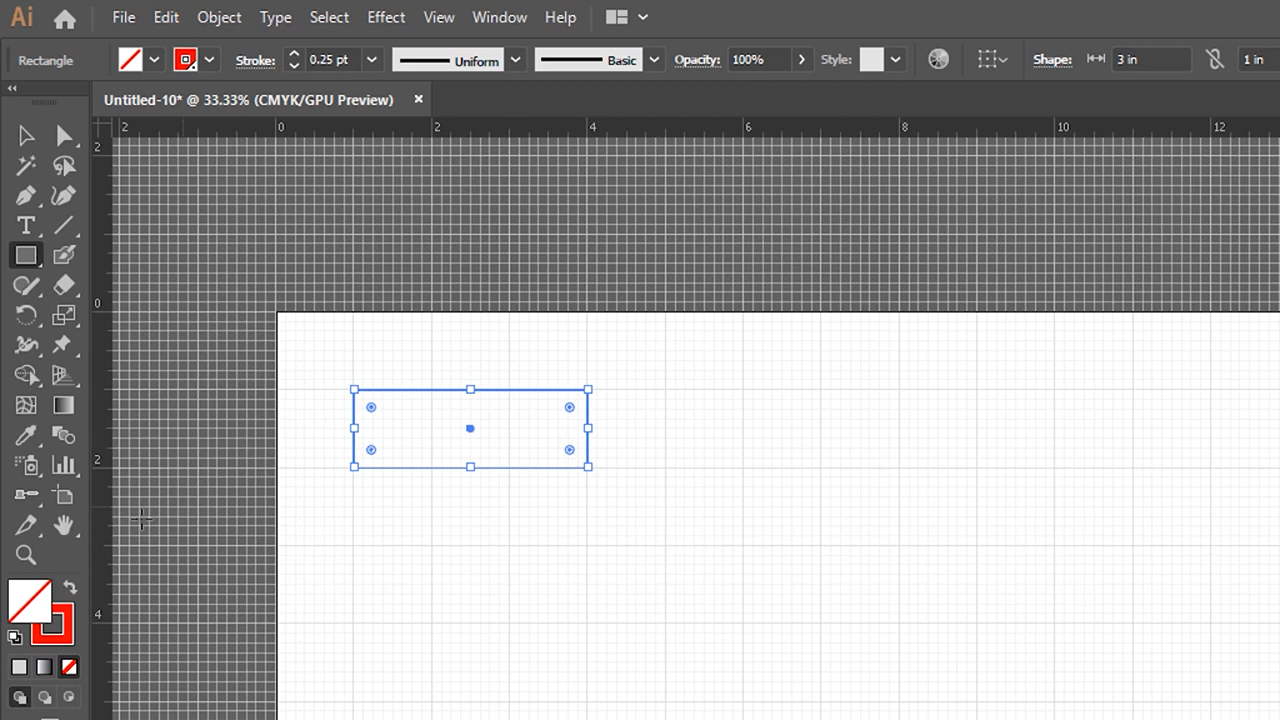 Ai File Edit Object Type Select Effect View Window Help
Rectangle Stroke: 0.25 pt Uniform Basic Opacity: 100% Style: Shape: 3 in 1 in
Untitled-10* @ 33.33% (CMYK/GPU Preview) ×
2 0 2 4 6 8 10 12
2
0
2
4